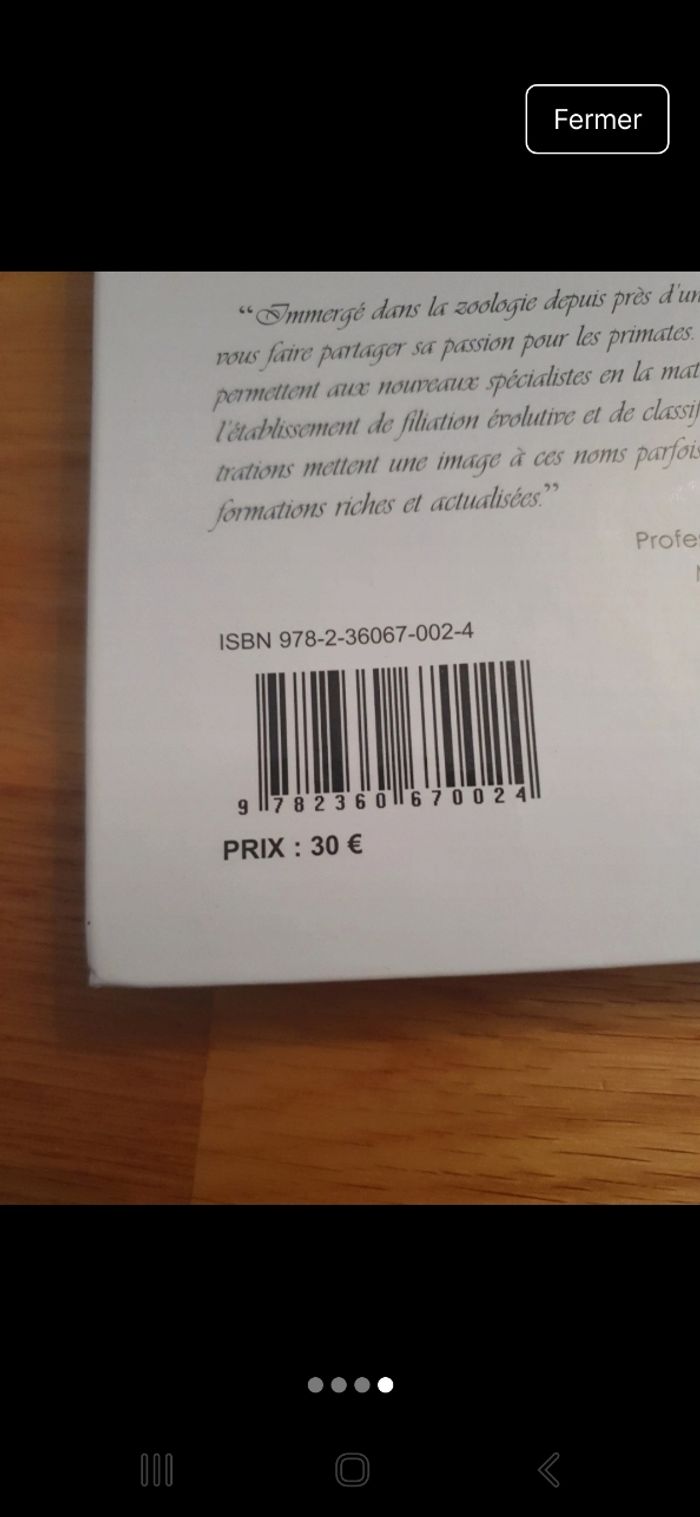 Fermer
“Immergé dans la zoologie depuis près d'un
vous faire partager sa passion pour les primates.
permettent aux nouveaux spécialistes en la mat
l'établissement de filiation évolutive et de classif
trations mettent une image à ces noms parfois
formations riches et actualisées.”
Profe
ISBN 978-2-36067-002-4
9 782360 670024
PRIX : 30 €